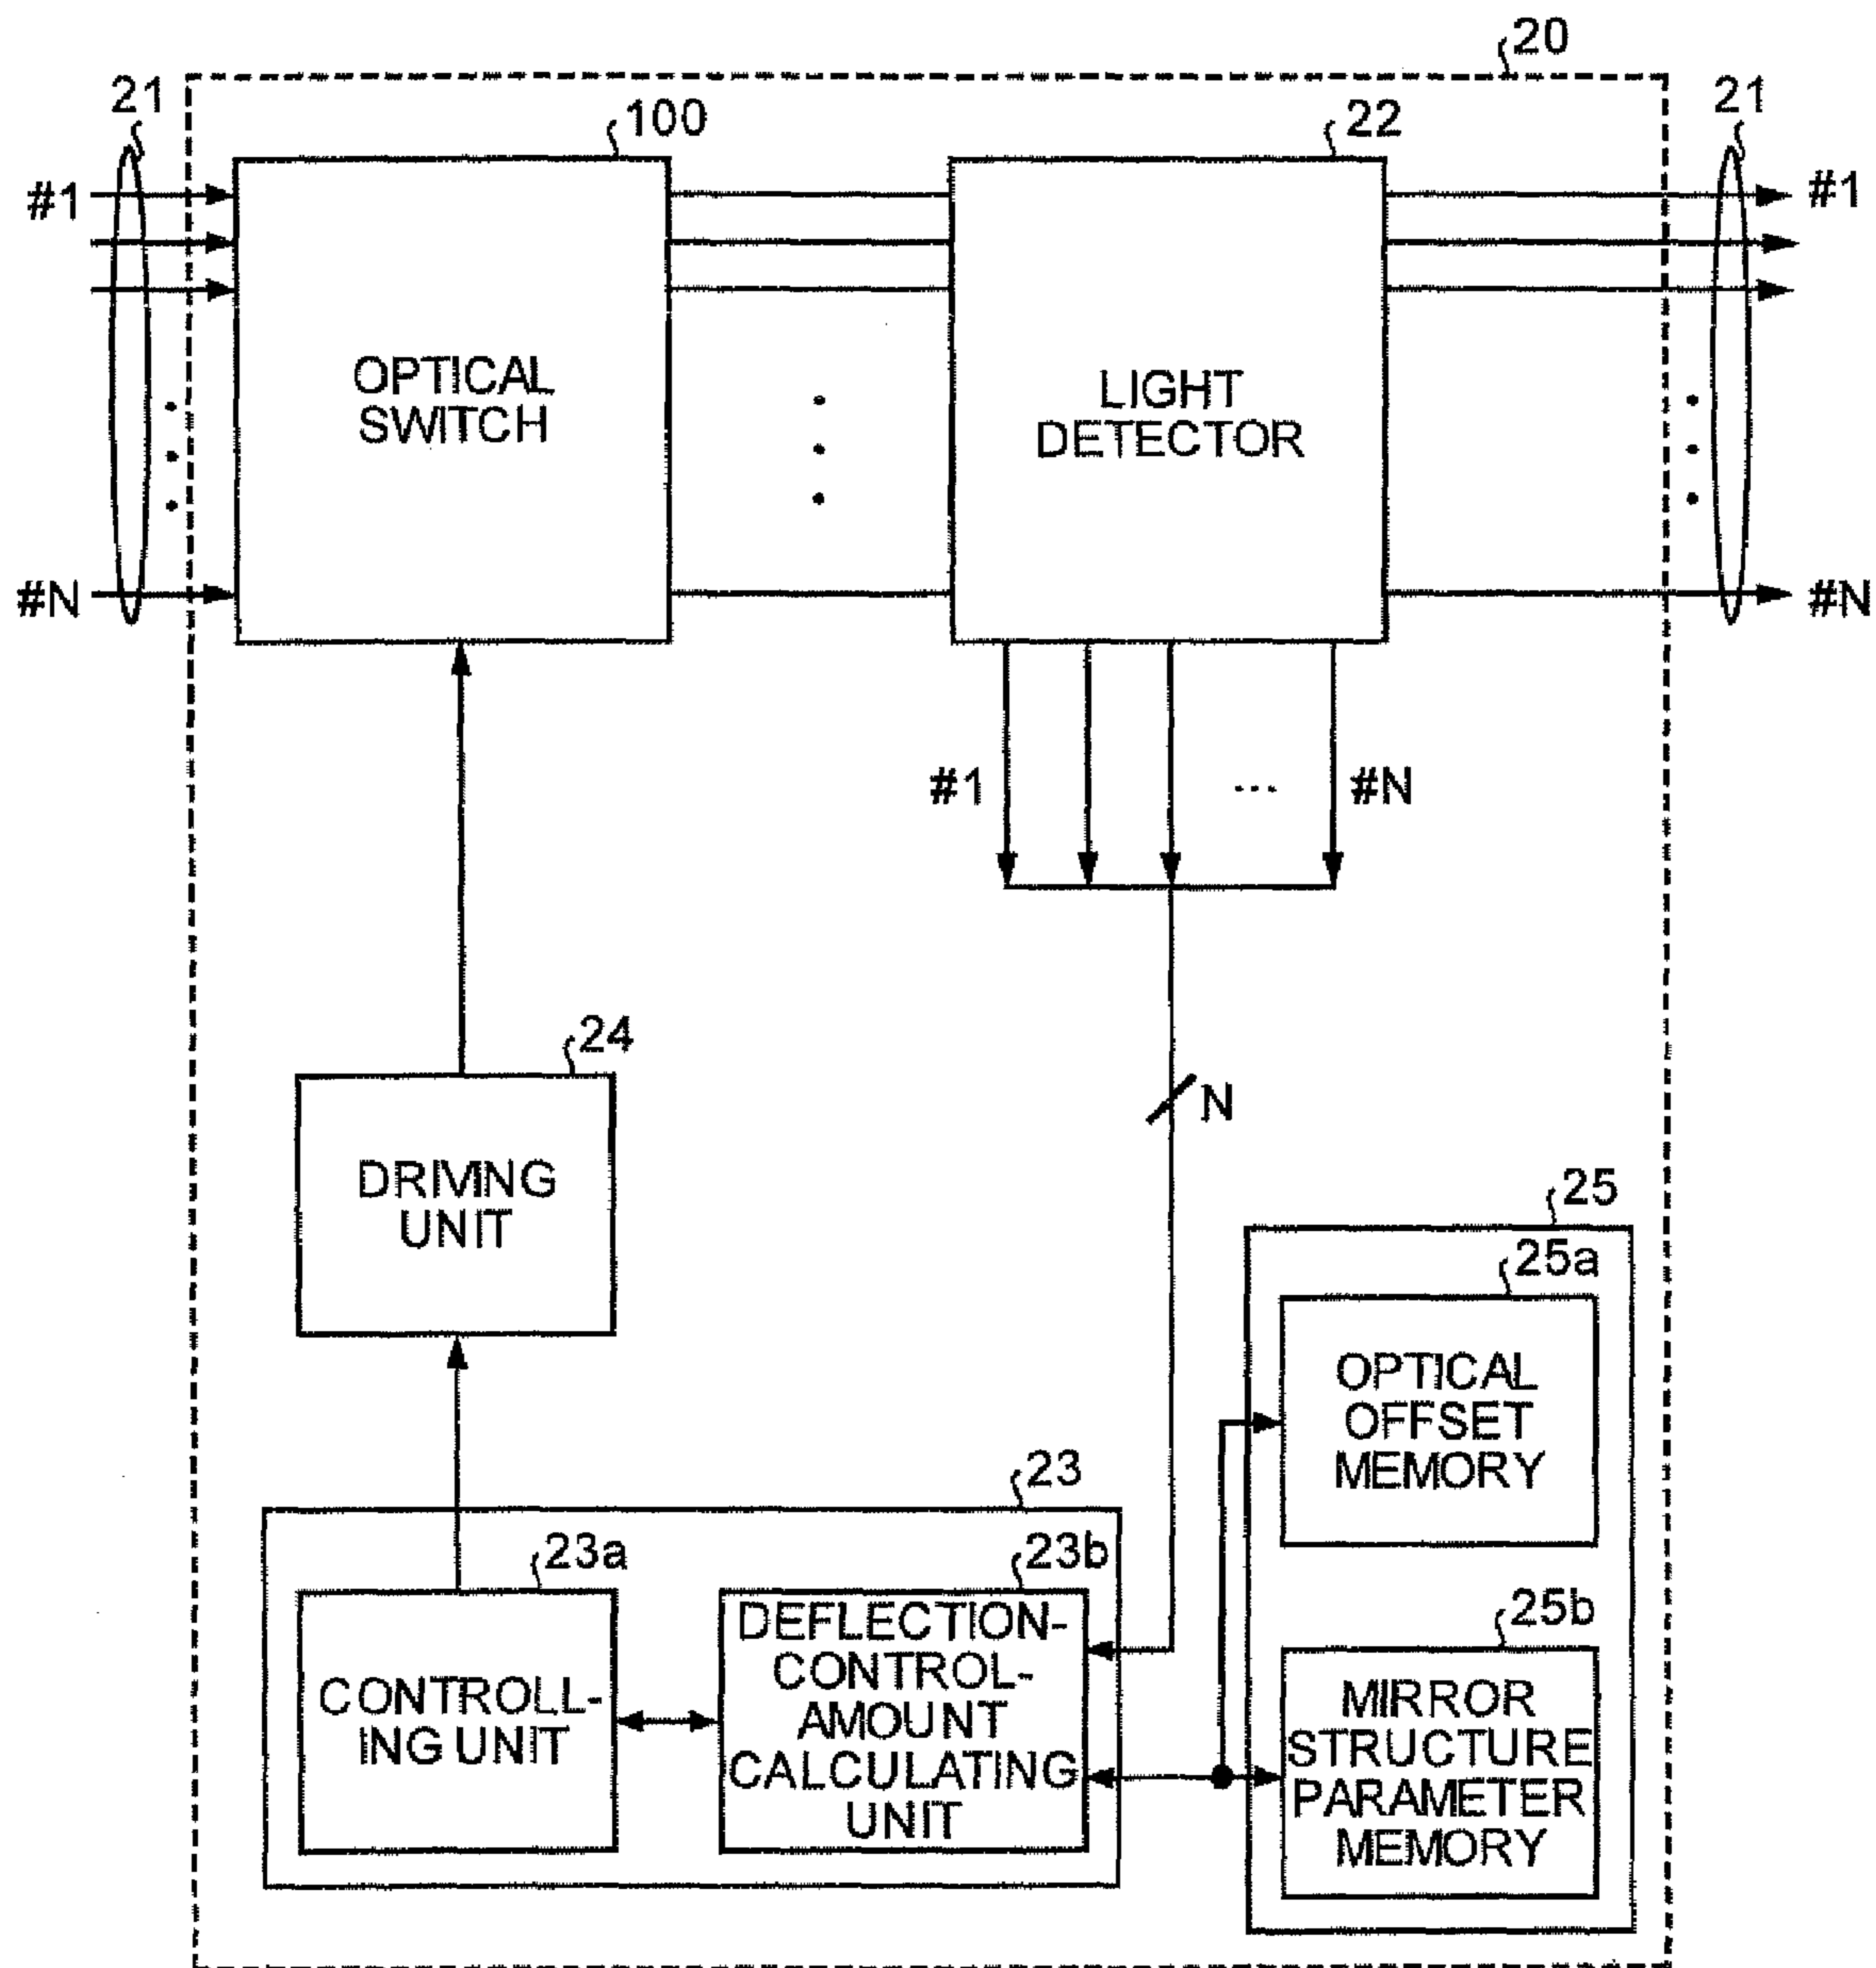 20
21
100
22
21
#1
#1
OPTICAL
SWITCH
LIGHT
DETECTOR
#N
#N
#1
...
#N
24
N
DRIVING
UNIT
25
25a
OPTICAL
OFFSET
MEMORY
23
23a
23b
CONTROLL-
ING UNIT
DEFLECTION-
CONTROL-
AMOUNT
CALCULATING
UNIT
25b
MIRROR
STRUCTURE
PARAMETER
MEMORY